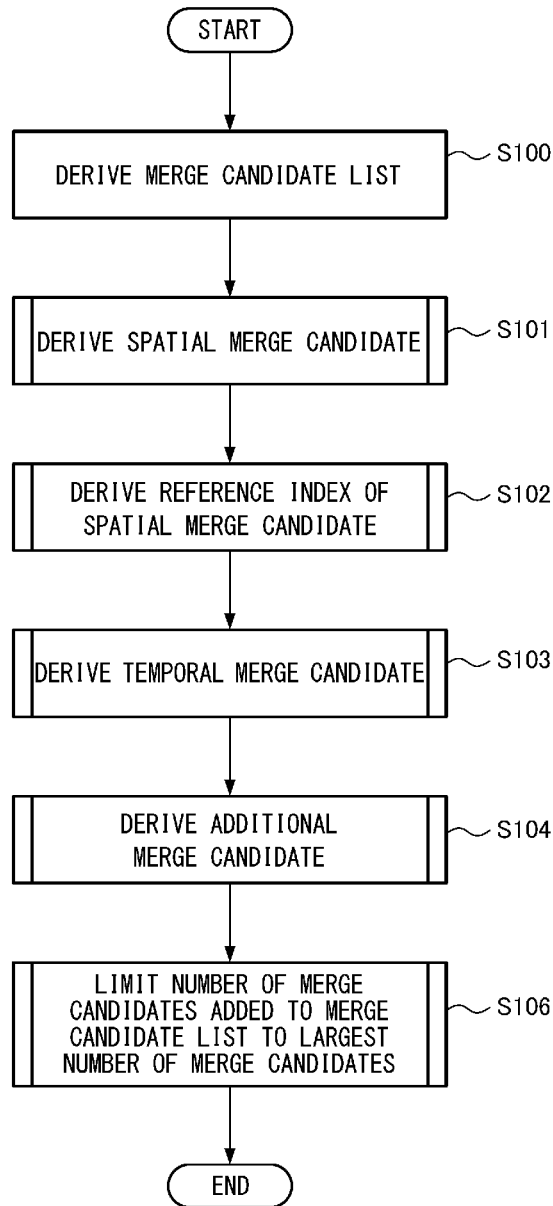 START
DERIVE MERGE CANDIDATE LIST
S100
DERIVE SPATIAL MERGE CANDIDATE
S101
DERIVE REFERENCE INDEX OF
SPATIAL MERGE CANDIDATE
S102
DERIVE TEMPORAL MERGE CANDIDATE
S103
DERIVE ADDITIONAL
MERGE CANDIDATE
S104
LIMIT NUMBER OF MERGE
CANDIDATES ADDED TO MERGE
CANDIDATE LIST TO LARGEST
NUMBER OF MERGE CANDIDATES
S106
END